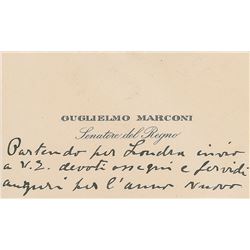 GUGLIELMO MARCONI
Senatore del Regno
Partendo per Londra invio
a V. E. devoti ossequi e fervidi
auguri per l'anno nuovo